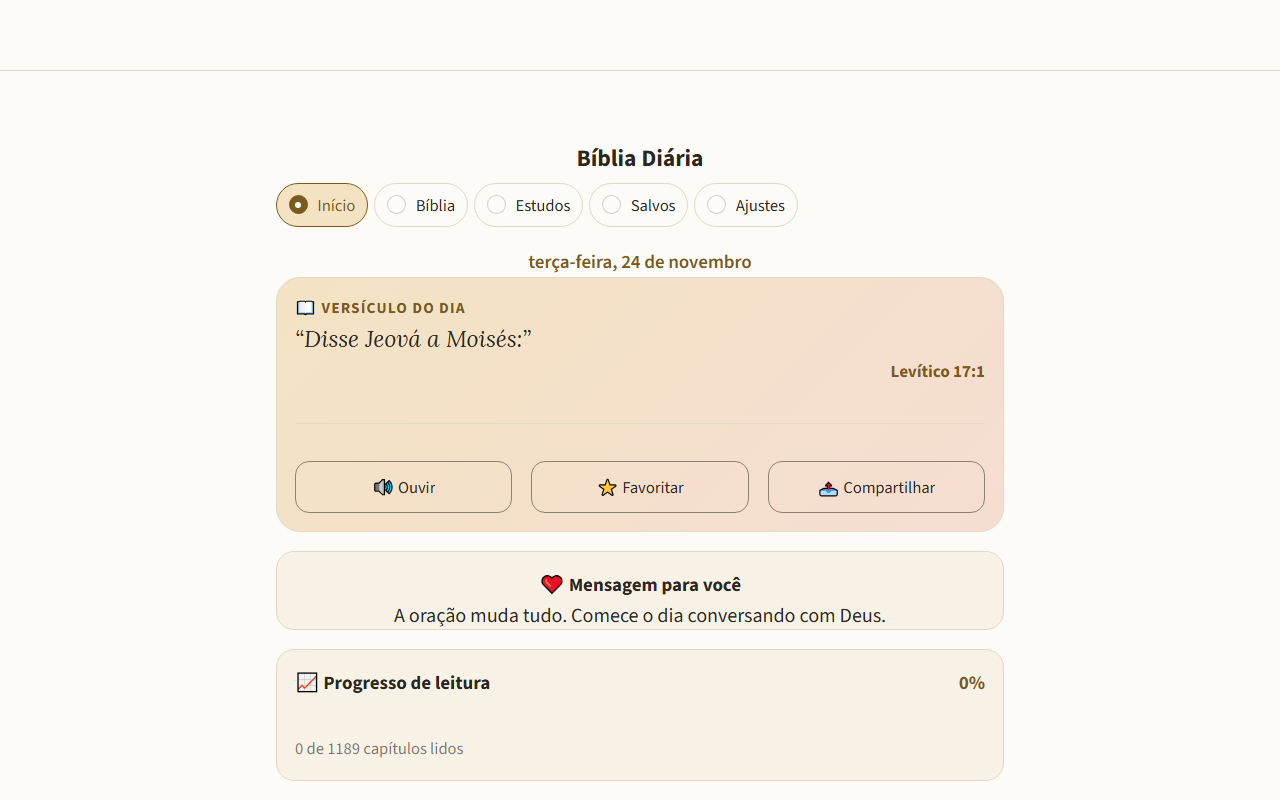 Bíblia Diária
Início
Bíblia
Estudos
Salvos
Ajustes
terça-feira, 24 de novembro
📖 VERSÍCULO DO DIA
“Disse Jeová a Moisés:”
Levítico 17:1
🔊 Ouvir
⭐ Favoritar
📤 Compartilhar
❤️ Mensagem para você
A oração muda tudo. Comece o dia conversando com Deus.
📈 Progresso de leitura
0%
0 de 1189 capítulos lidos